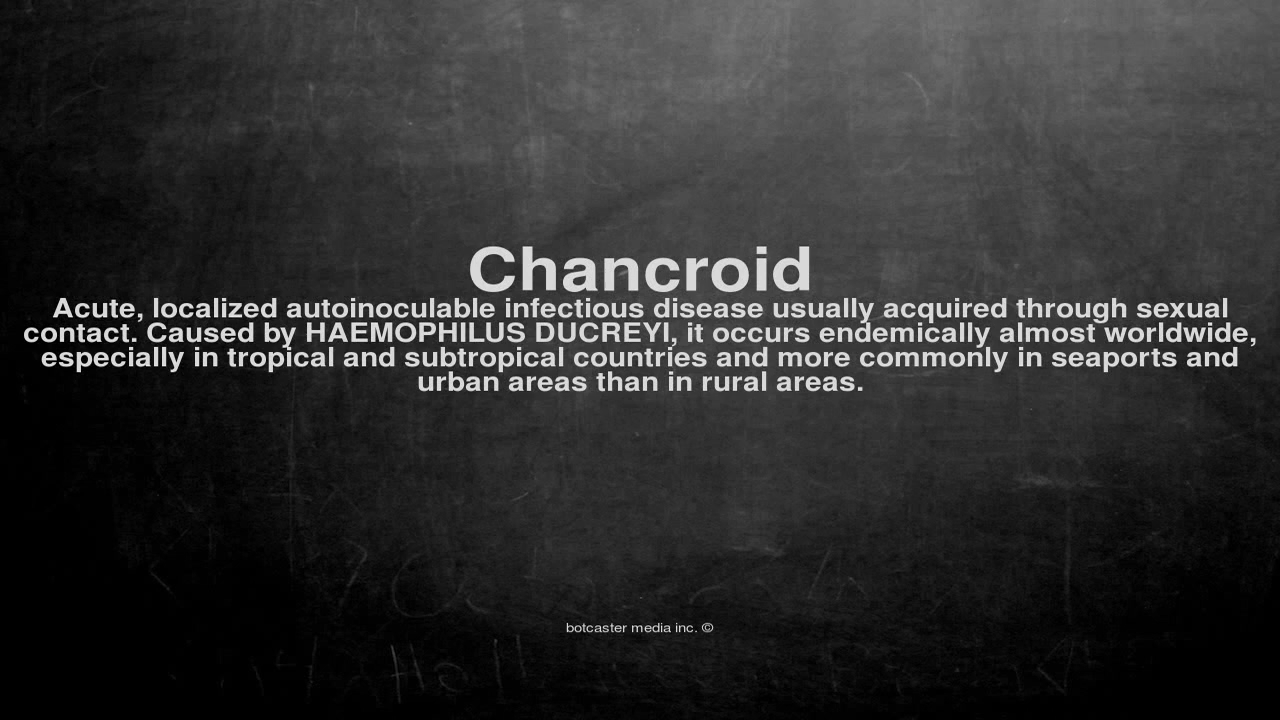 Chancroid
Acute, localized autoinoculable infectious disease usually acquired through sexual
contact. Caused by HAEMOPHILUS DUCREYI, it occurs endemically almost worldwide,
especially in tropical and subtropical countries and more commonly in seaports and
urban areas than in rural areas.
botcaster media inc. ©